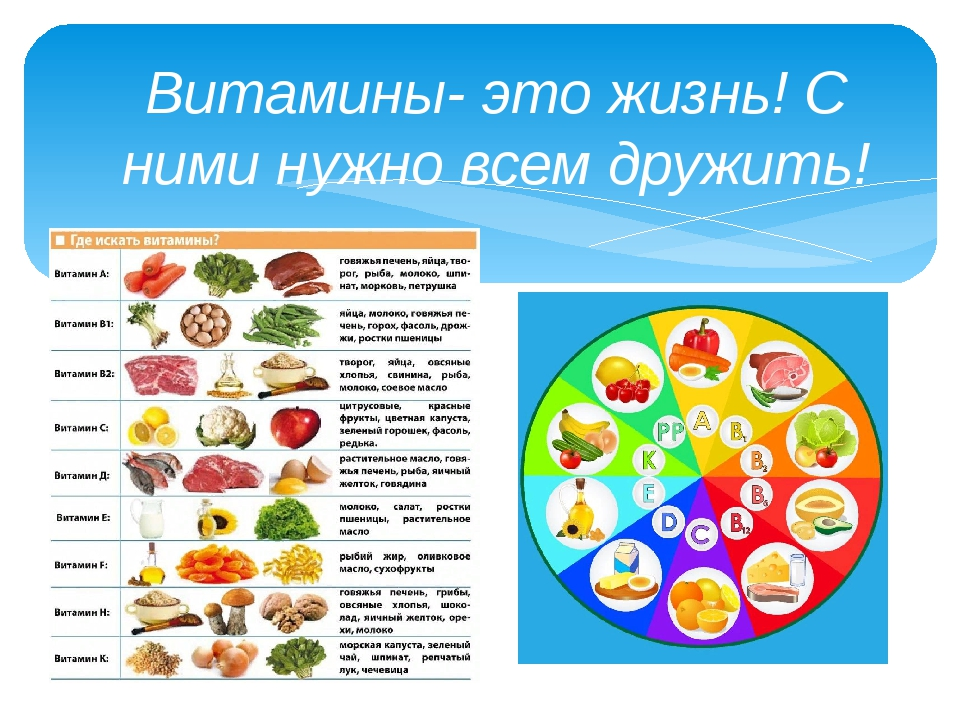 Витамины- это жизнь! С
ними нужно всем дружить!
Где искать витамины?
Витамин А:
говяжья печень, яйца, тво-
рог, рыба, молоко, шпи-
нат, морковь, петрушка
Витамин В1:
яйца, молоко, говяжья пе-
чень, горох, фасоль, дрож-
жи, ростки пшеницы
Витамин В2:
творог, яйца, овсяные
хлопья, свинина, рыба,
молоко, соевое масло
Витамин С:
цитрусовые, красные
фрукты, цветная капуста,
зеленый горошек, фасоль,
редька.
Витамин Д:
растительное масло, говя-
жья печень, рыба, яичный
желток, говядина
Витамин Е:
молоко, салат, ростки
пшеницы, растительное
масло
Витамин F:
рыбий жир, оливковое
масло, сухофрукты
Витамин Н:
говяжья печень, грибы,
овсяные хлопья, шоко-
лад, яичный желток, оре-
хи, молоко
Витамин К:
морская капуста, зеленый
чай, шпинат, репчатый
лук, чечевица
A
B1
B2
B6
B12
C
D
E
K
PP